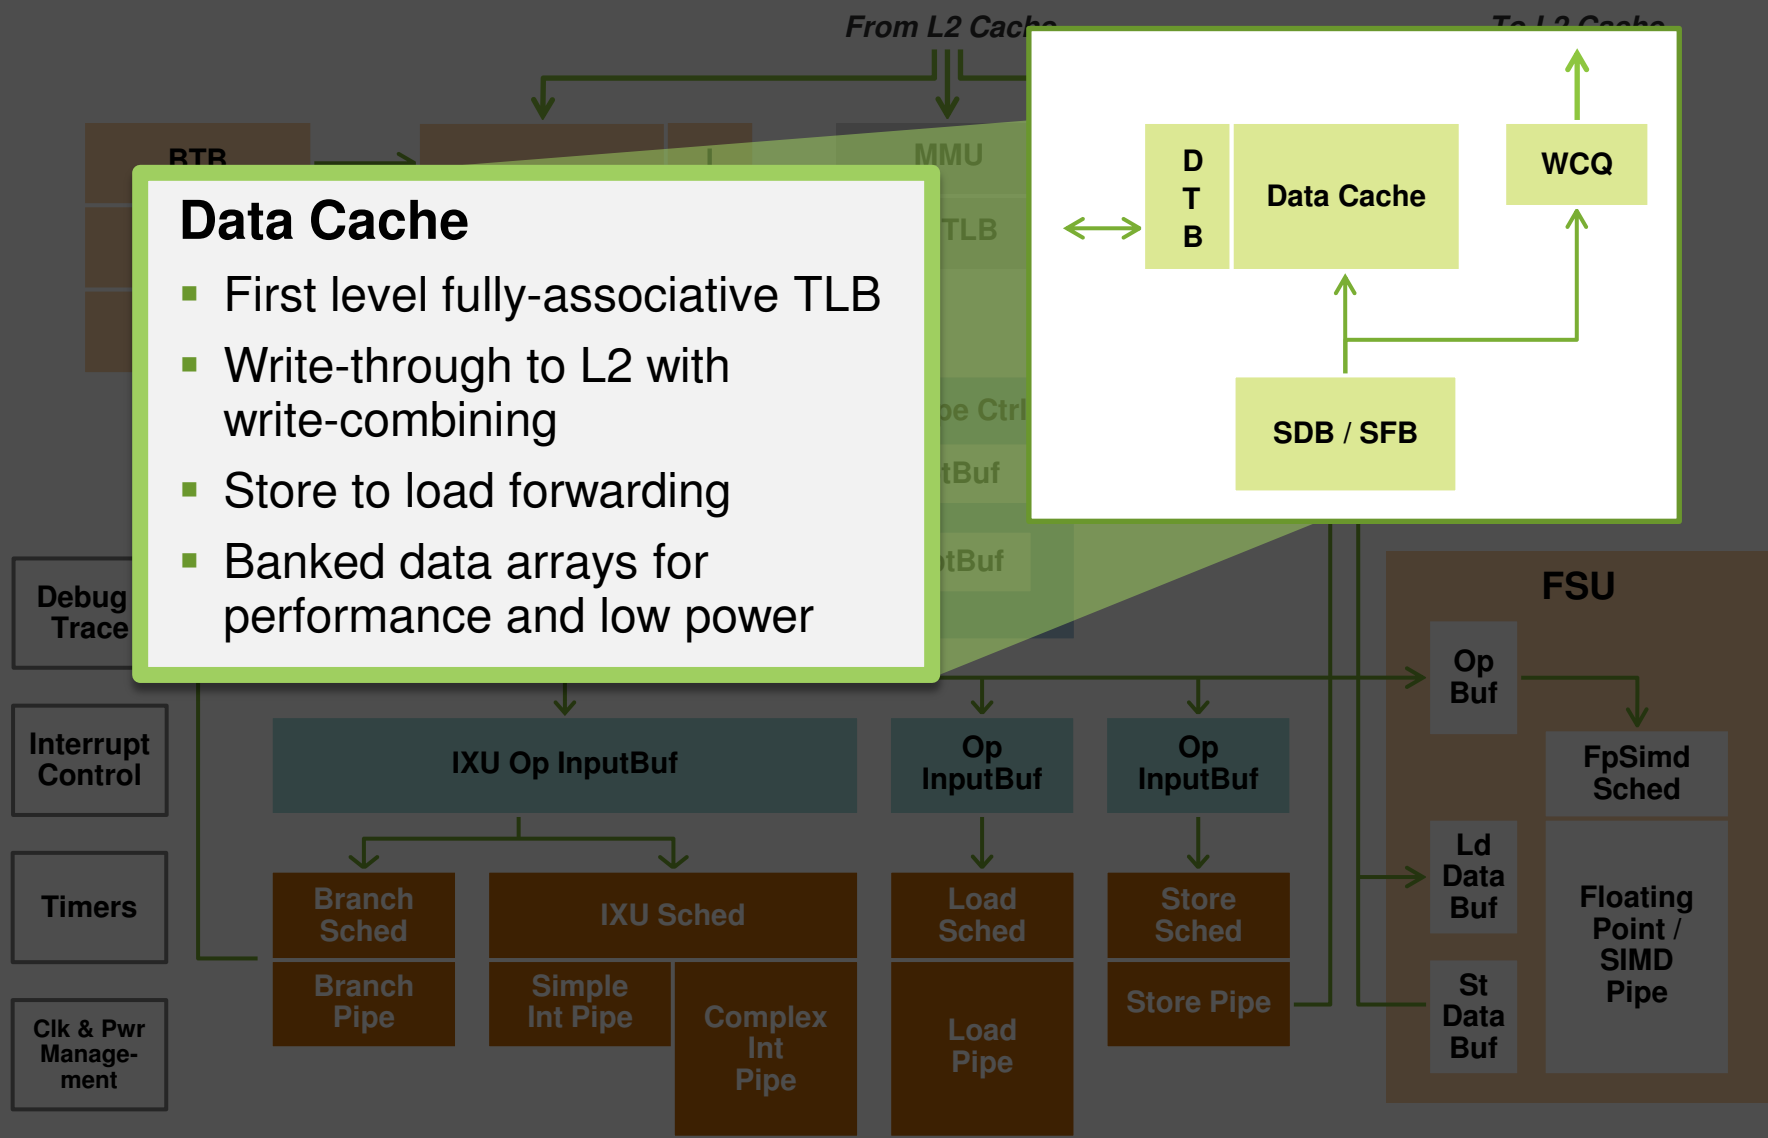 From L2 Cache
To L2 Cache
BTB
MMU
TLB
Data Cache
First level fully-associative TLB
Write-through to L2 with
write-combining
Store to load forwarding
Banked data arrays for
performance and low power
D
T
B
Data Cache
WCQ
SDB / SFB
Ctrl
Debug
Trace
Interrupt
Control
Timers
Clk & Pwr
Manage-
ment
IXU Op InputBuf
Op
InputBuf
Op
InputBuf
Branch
Sched
IXU Sched
Load
Sched
Store
Sched
Branch
Pipe
Simple
Int Pipe
Complex
Int
Pipe
Load
Pipe
Store Pipe
FSU
Op
Buf
FpSimd
Sched
Ld
Data
Buf
Floating
Point /
SIMD
Pipe
St
Data
Buf